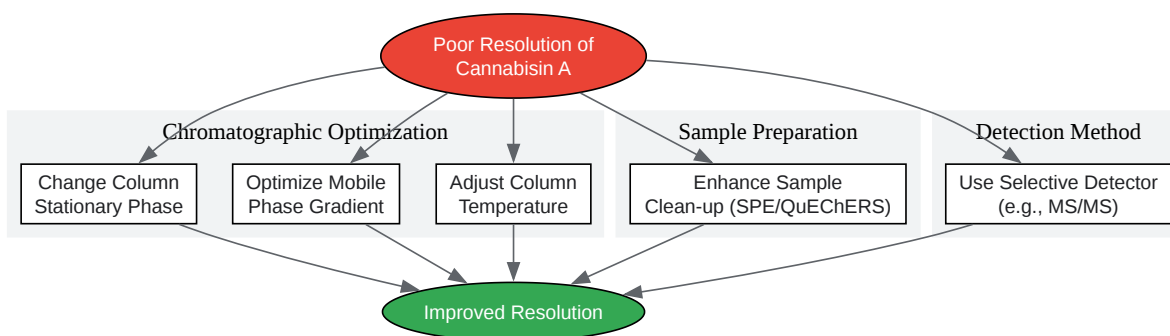 Poor Resolution of
Cannabisin A
Chromatographic Optimization
Sample Preparation
Detection Method
Change Column
Stationary Phase
Optimize Mobile
Phase Gradient
Adjust Column
Temperature
Enhance Sample
Clean-up (SPE/QuEChERS)
Use Selective Detector
(e.g., MS/MS)
Improved Resolution